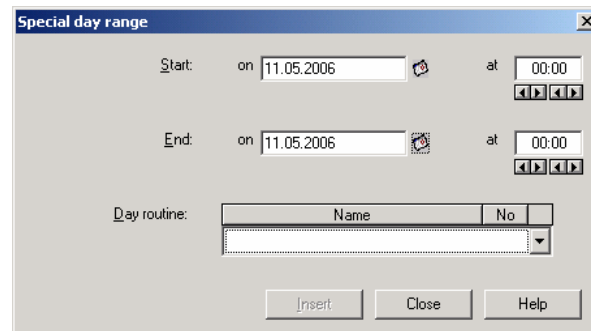 Special day range
Start: on 11.05.2006 at 00:00
End: on 11.05.2006 at 00:00
Day routine: Name No
Insert Close Help